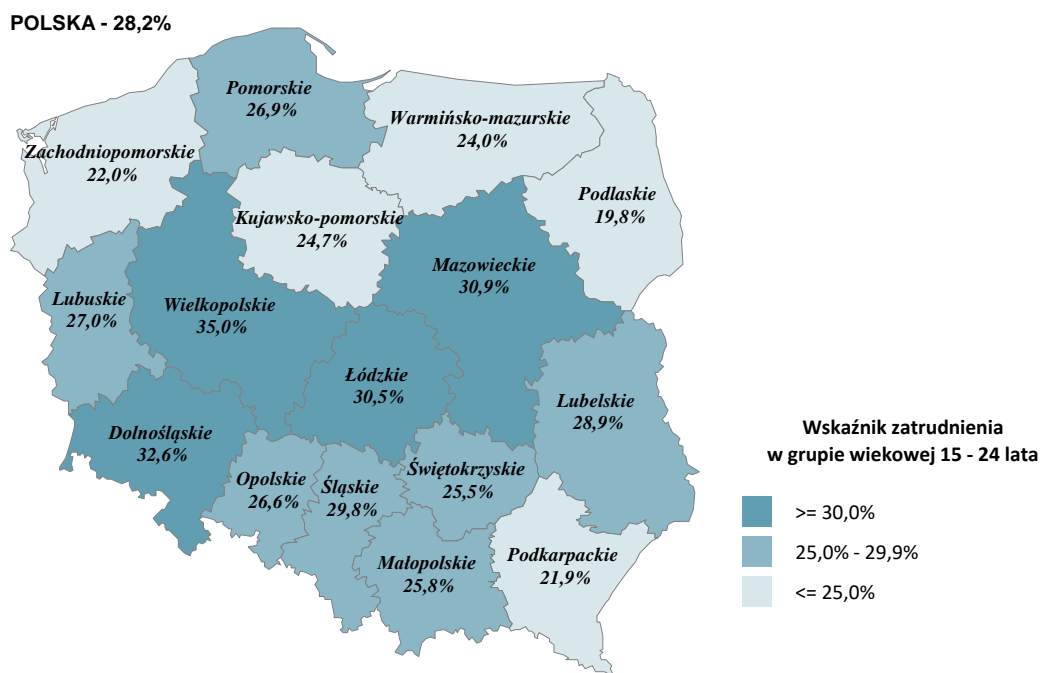 POLSKA - 28,2%
Pomorskie
26,9%
Warmińsko-mazurskie
24,0%
Zachodniopomorskie
22,0%
Podlaskie
19,8%
Kujawsko-pomorskie
24,7%
Mazowieckie
30,9%
Lubuskie
27,0%
Wielkopolskie
35,0%
Łódzkie
30,5%
Lubelskie
28,9%
Dolnośląskie
32,6%
Opolskie
26,6%
Śląskie
29,8%
Świętokrzyskie
25,5%
Małopolskie
25,8%
Podkarpackie
21,9%
Wskaźnik zatrudnienia
w grupie wiekowej 15 - 24 lata
>= 30,0%
25,0% - 29,9%
<= 25,0%